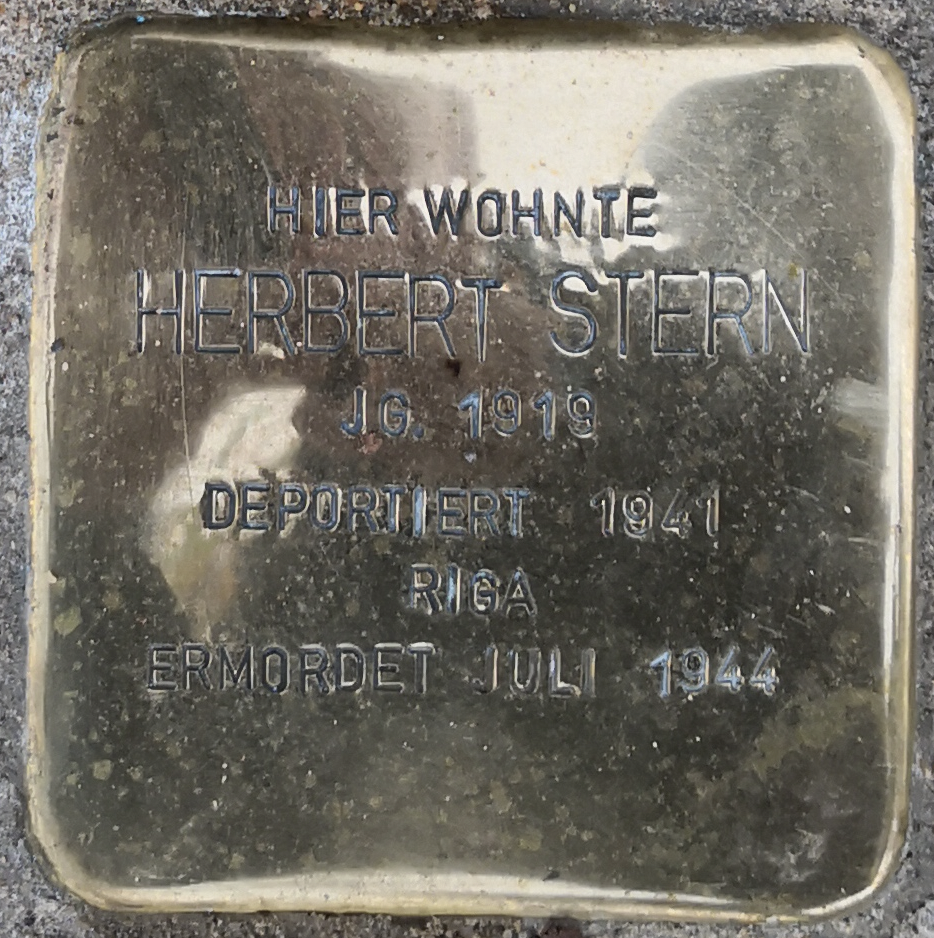 HIER WOHNTE
HERBERT STERN
JG. 1919
DEPORTIERT 1941
RIGA
ERMORDET JULI 1944